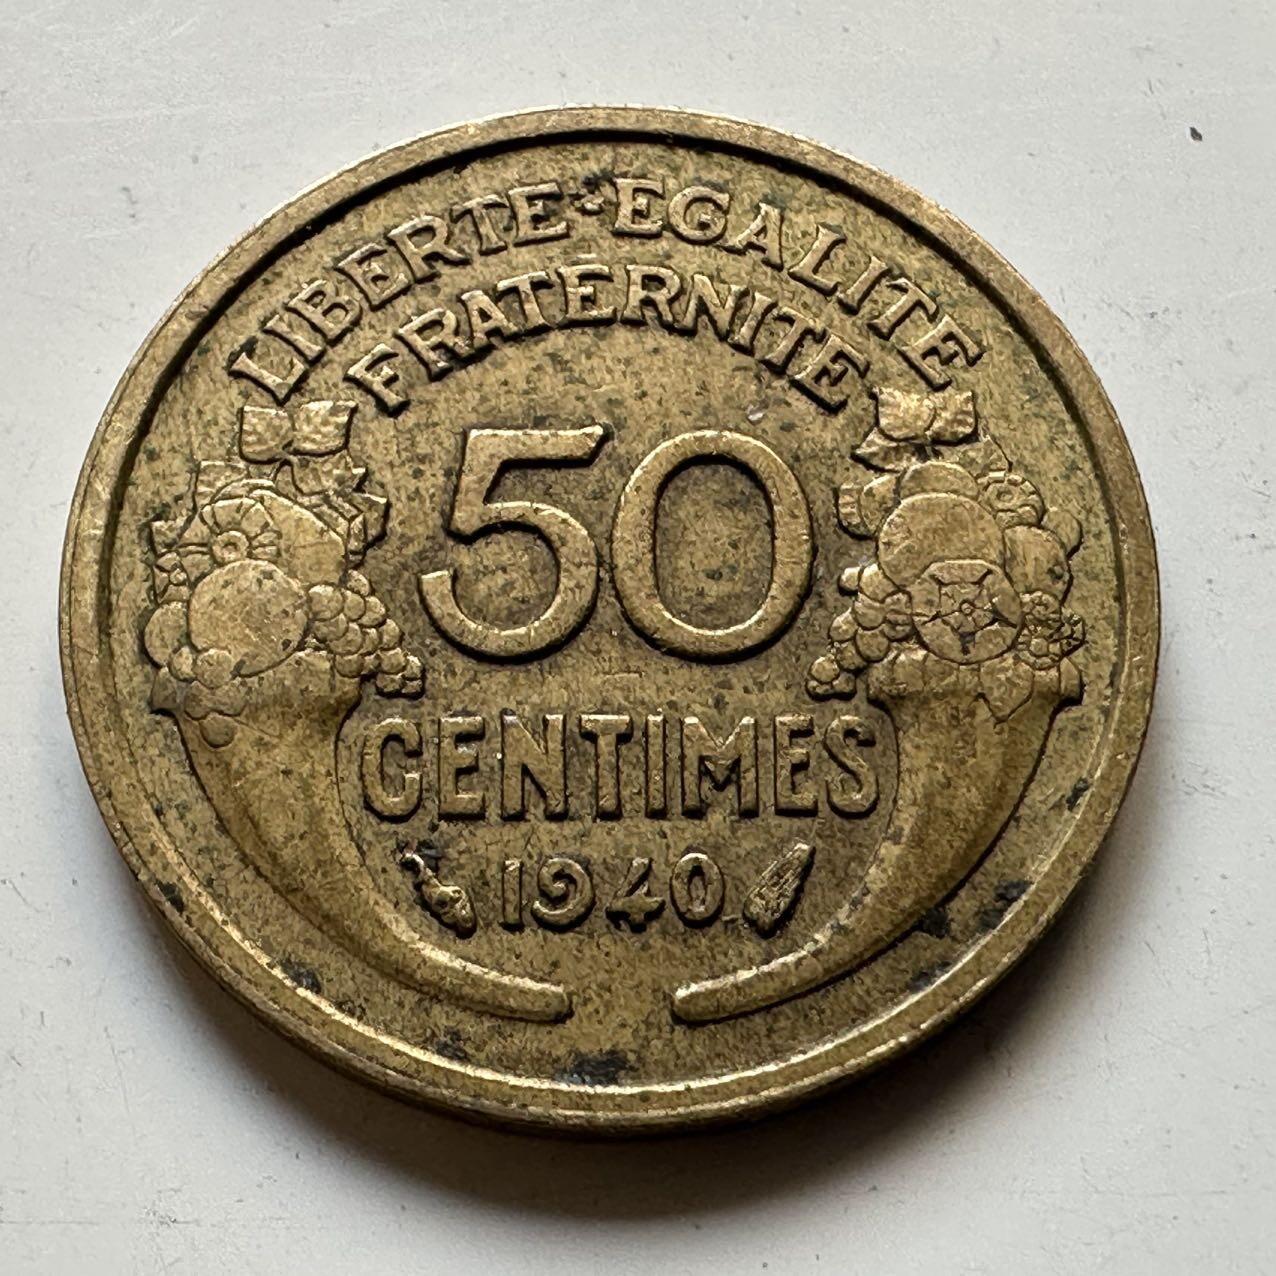 LIBERTE·EGALITE
FRATERNITE
50
CENTIMES
1940